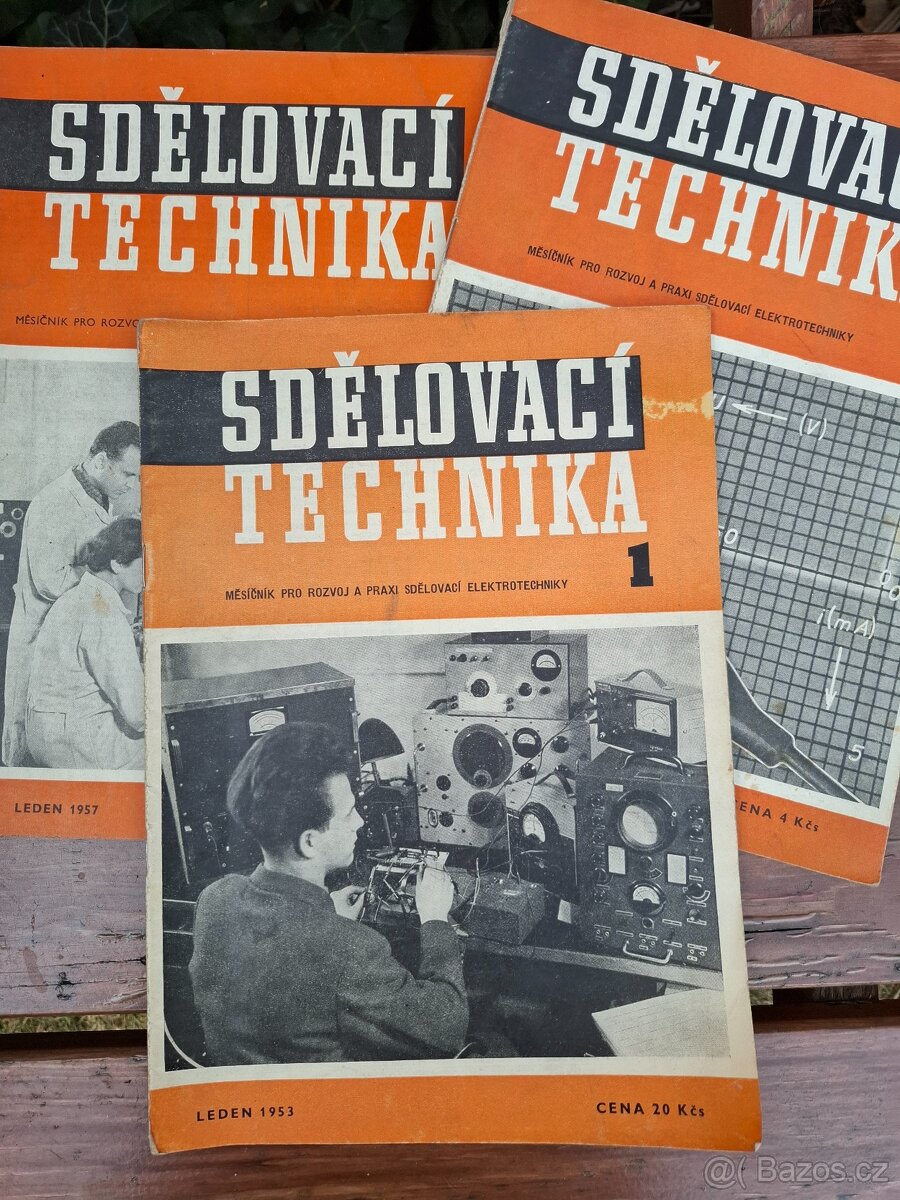 SDĚLOVACÍ
TECHNIKA
MĚSÍČNÍK PRO
LEDEN 1957
SDĚLOVAC
TECHNIK
MĚSÍČNÍK PRO ROZVOJ A PRAXI SDĚLOVACÍ ELEKTROTECHNIKY
(v)
i(mA)
5
CENA 4 Kčs
SDĚLOVACÍ
TECHNIKA
1
MĚSÍČNÍK PRO ROZVOJ A PRAXI SDĚLOVACÍ ELEKTROTECHNIKY
LEDEN 1953
CENA 20 Kčs
@( Bazos.cz